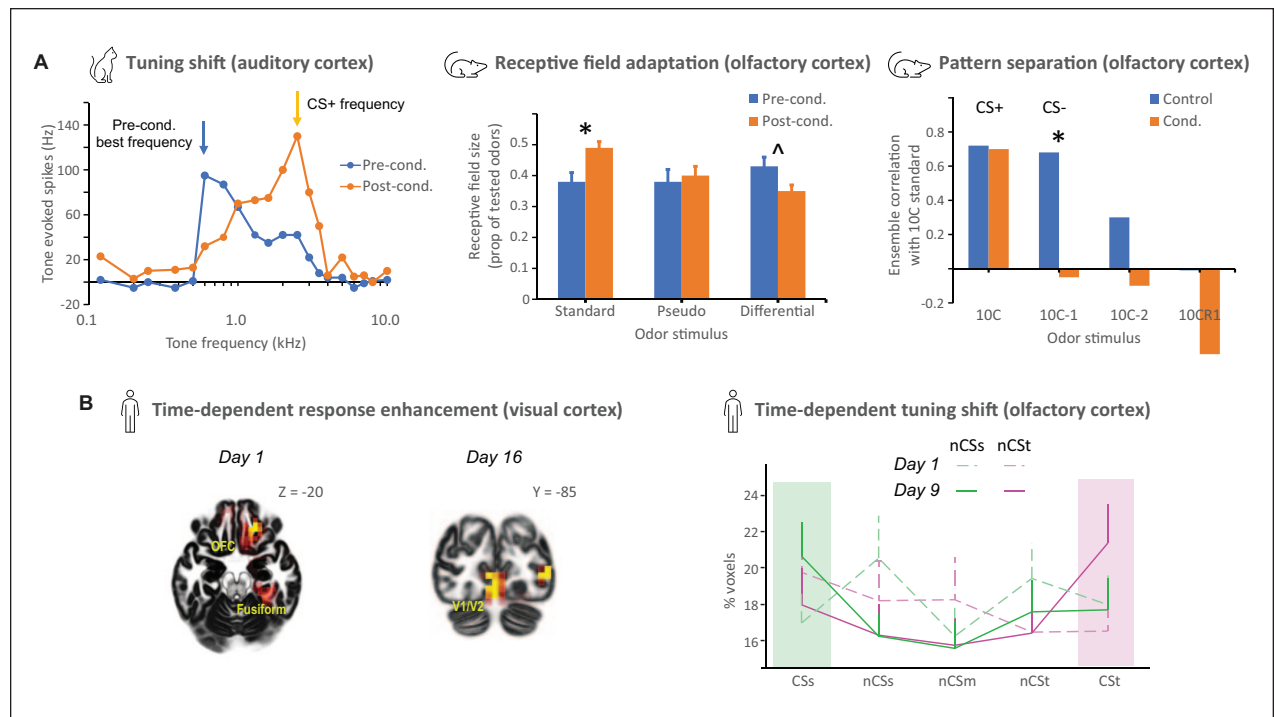 A
Tuning shift (auditory cortex)
Tone evoked spikes (Hz)
140
100
60
20
-20
Pre-cond.
best frequency
CS+ frequency
Pre-cond.
Post-cond.
0.1
1.0
10.0
Tone frequency (kHz)
Receptive field adaptation (olfactory cortex)
Pre-cond.
Post-cond.
Receptive field size
(prop of tested odors)
0.5
0.4
0.3
0.2
0.1
0
*
^
Standard
Pseudo
Differential
Odor stimulus
Pattern separation (olfactory cortex)
Control
Cond.
CS+
CS-
*
Ensemble correlation
with 10C standard
0.8
0.6
0.4
0.2
-0.2
10C
10C-1
10C-2
10CR1
Odor stimulus
B
Time-dependent response enhancement (visual cortex)
Day 1
Z = -20
OFC
Fusiform
Day 16
Y = -85
V1/V2
Time-dependent tuning shift (olfactory cortex)
nCSs nCSt
Day 1
Day 9
% voxels
24
22
20
18
16
CSs
nCSs
nCSm
nCSt
CSt